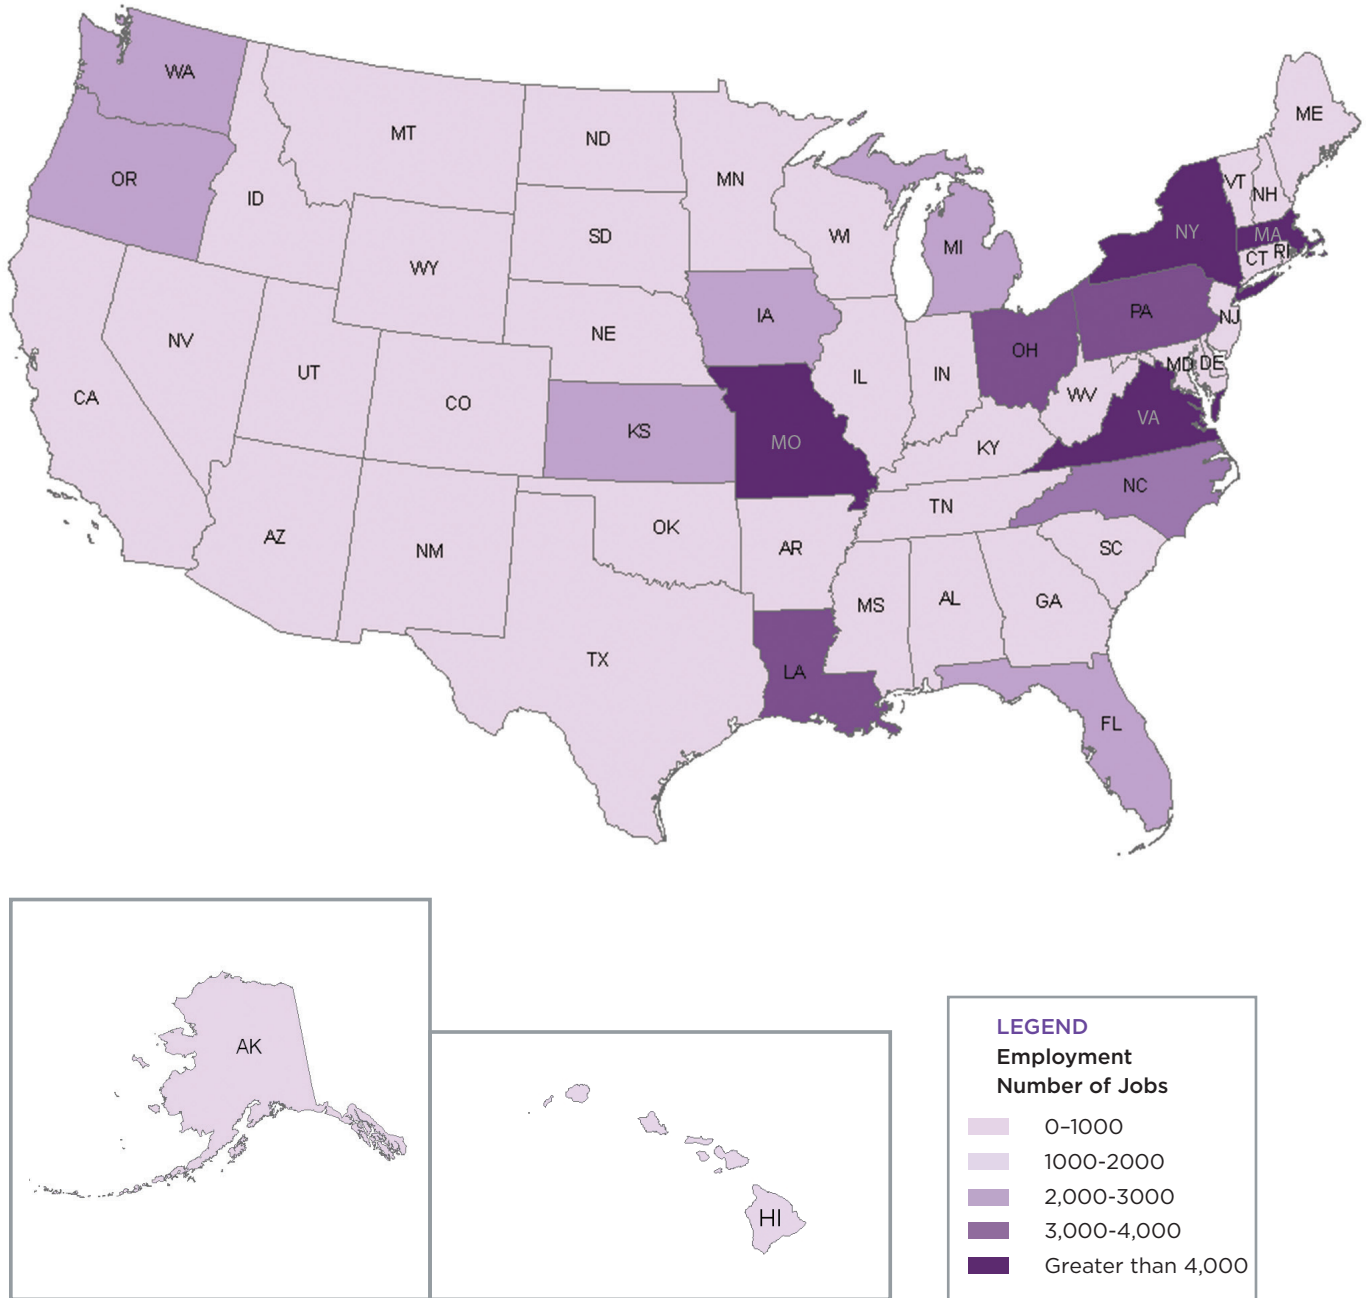 WA
MT
ND
MN
ME
OR
ID
SD
WI
MI
VT
NH
NY
MA
WY
IA
CT
RI
NV
NE
PA
NJ
UT
CO
IL
IN
OH
MD
DE
CA
KS
MO
WV
VA
KY
AZ
NM
OK
AR
TN
NC
SC
MS
AL
GA
TX
LA
FL
AK
HI
LEGEND
Employment
Number of Jobs
0–1000
1000-2000
2,000-3000
3,000-4,000
Greater than 4,000